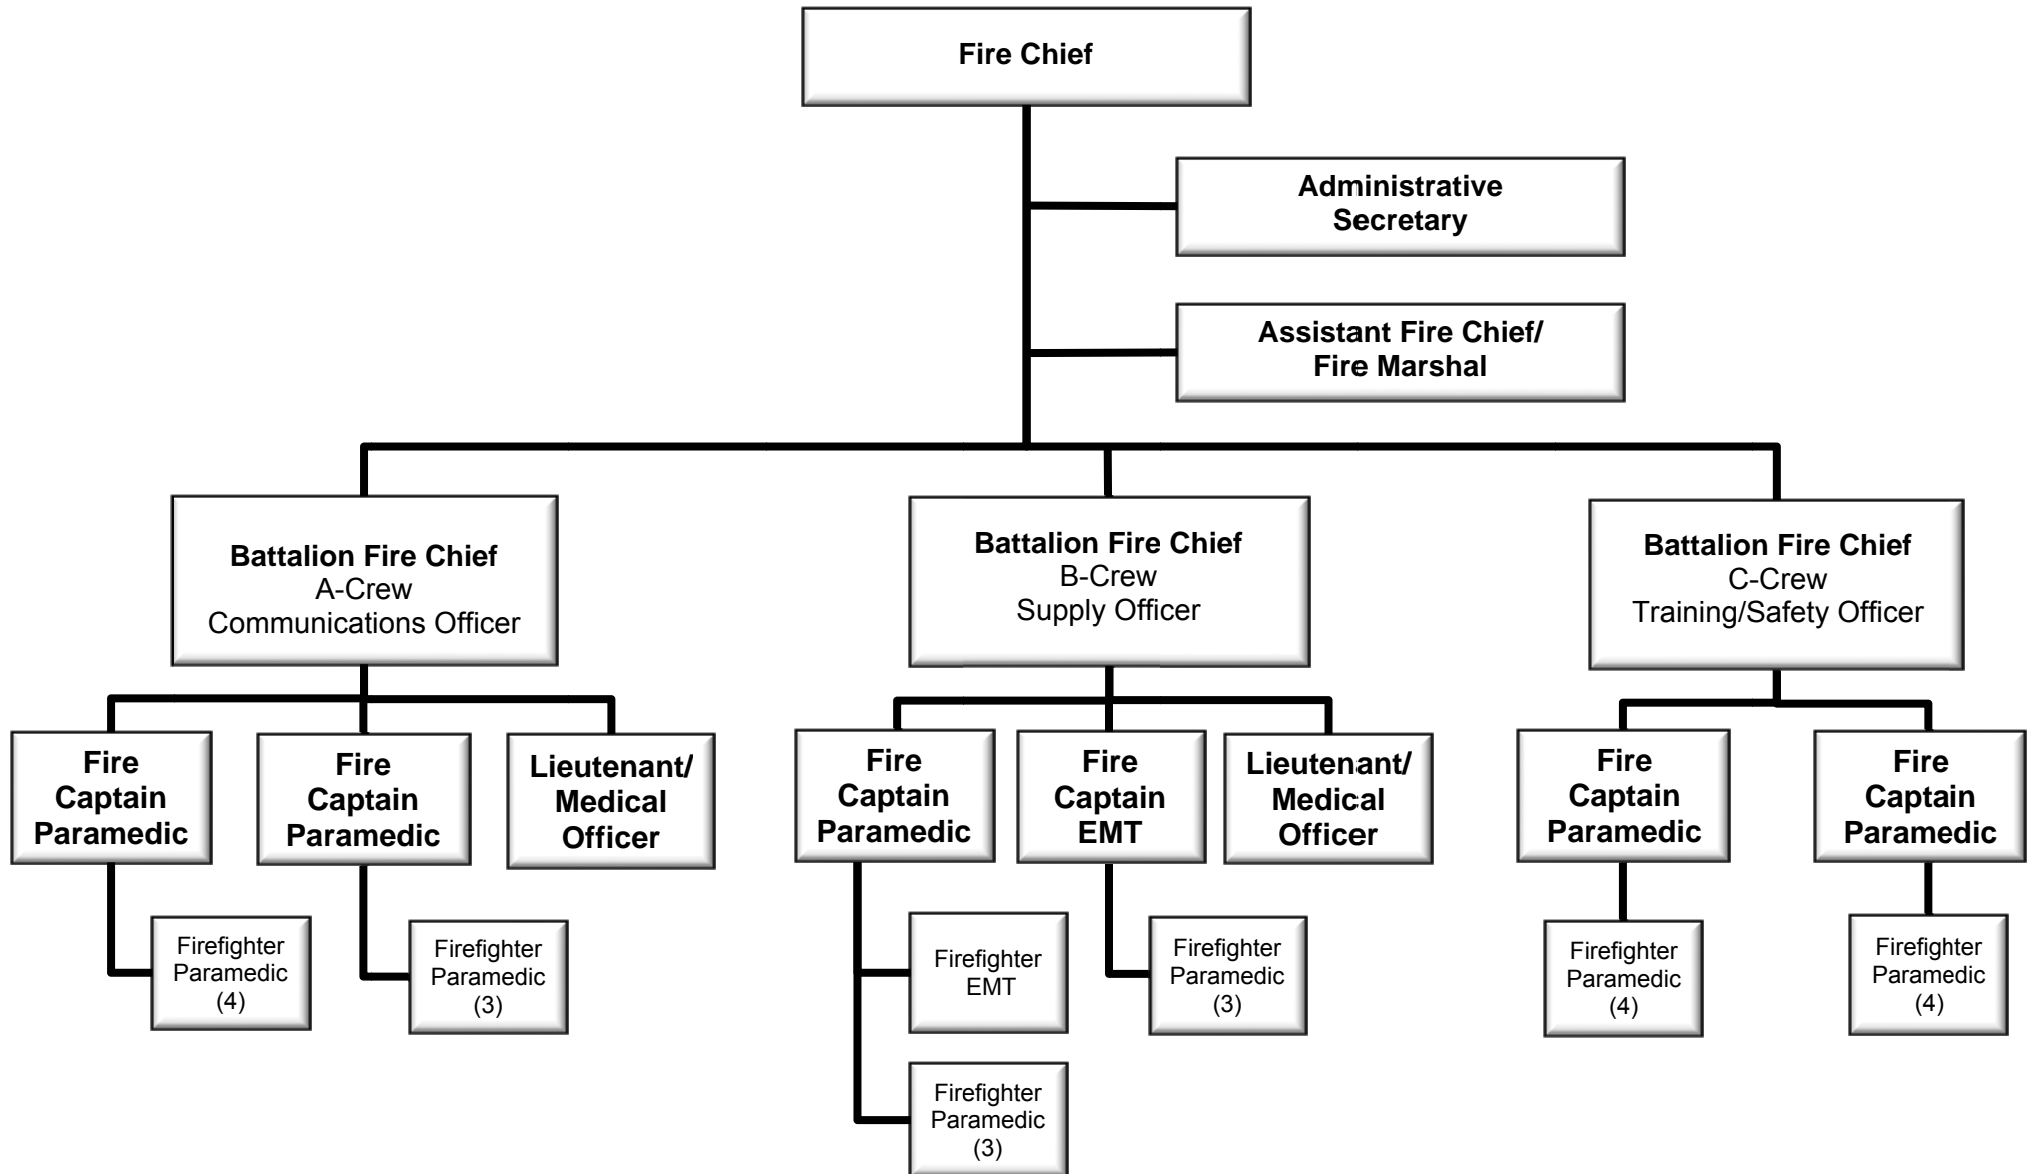 Fire Chief
Administrative
Secretary
Assistant Fire Chief/
Fire Marshal
Battalion Fire Chief
A-Crew
Communications Officer
Battalion Fire Chief
B-Crew
Supply Officer
Battalion Fire Chief
C-Crew
Training/Safety Officer
Fire
Captain
Paramedic
Fire
Captain
Paramedic
Lieutenant/
Medical
Officer
Fire
Captain
Paramedic
Fire
Captain
EMT
Lieutenant/
Medical
Officer
Fire
Captain
Paramedic
Fire
Captain
Paramedic
Firefighter
Paramedic
(4)
Firefighter
Paramedic
(3)
Firefighter
EMT
Firefighter
Paramedic
(3)
Firefighter
Paramedic
(4)
Firefighter
Paramedic
(4)
Firefighter
Paramedic
(3)